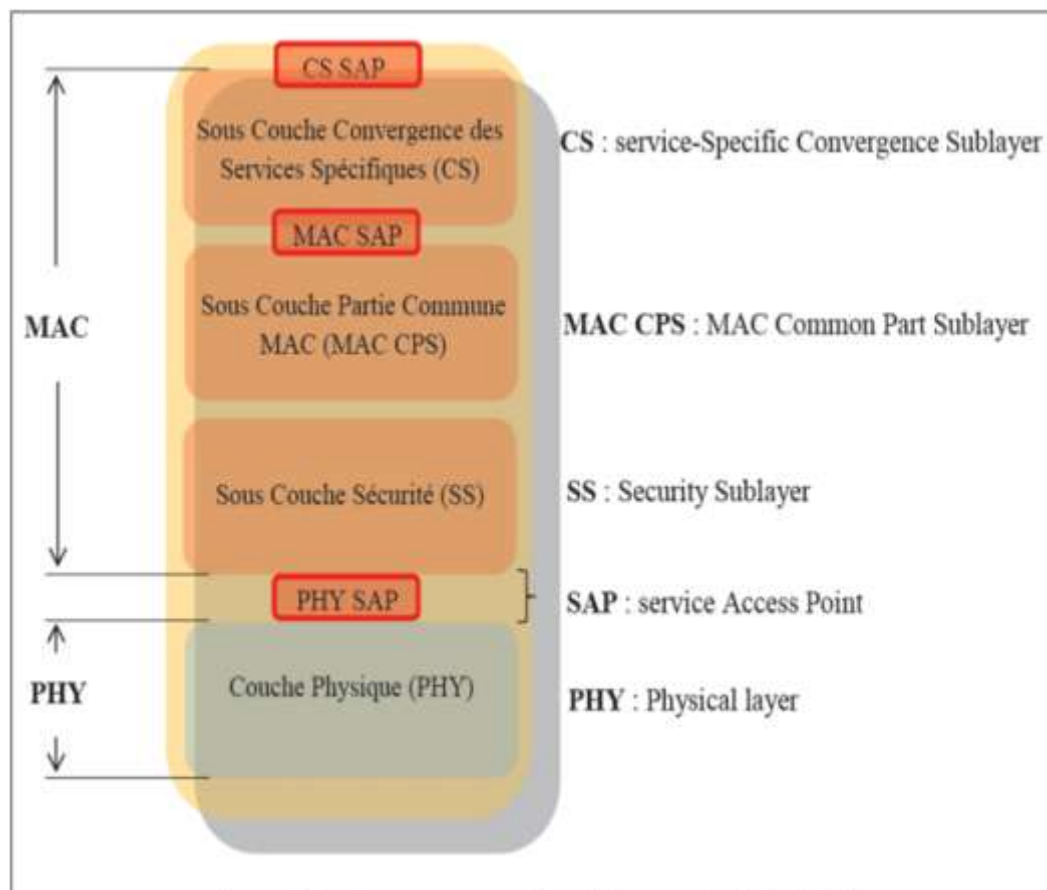 CS SAP
Sous Couche Convergence des
Services Spécifiques (CS)
CS : service-Specific Convergence Sublayer
MAC SAP
MAC
Sous Couche Partie Commune
MAC (MAC CPS)
MAC CPS : MAC Common Part Sublayer
Sous Couche Sécurité (SS)
SS : Security Sublayer
PHY SAP
SAP : service Access Point
PHY
Couche Physique (PHY)
PHY : Physical layer